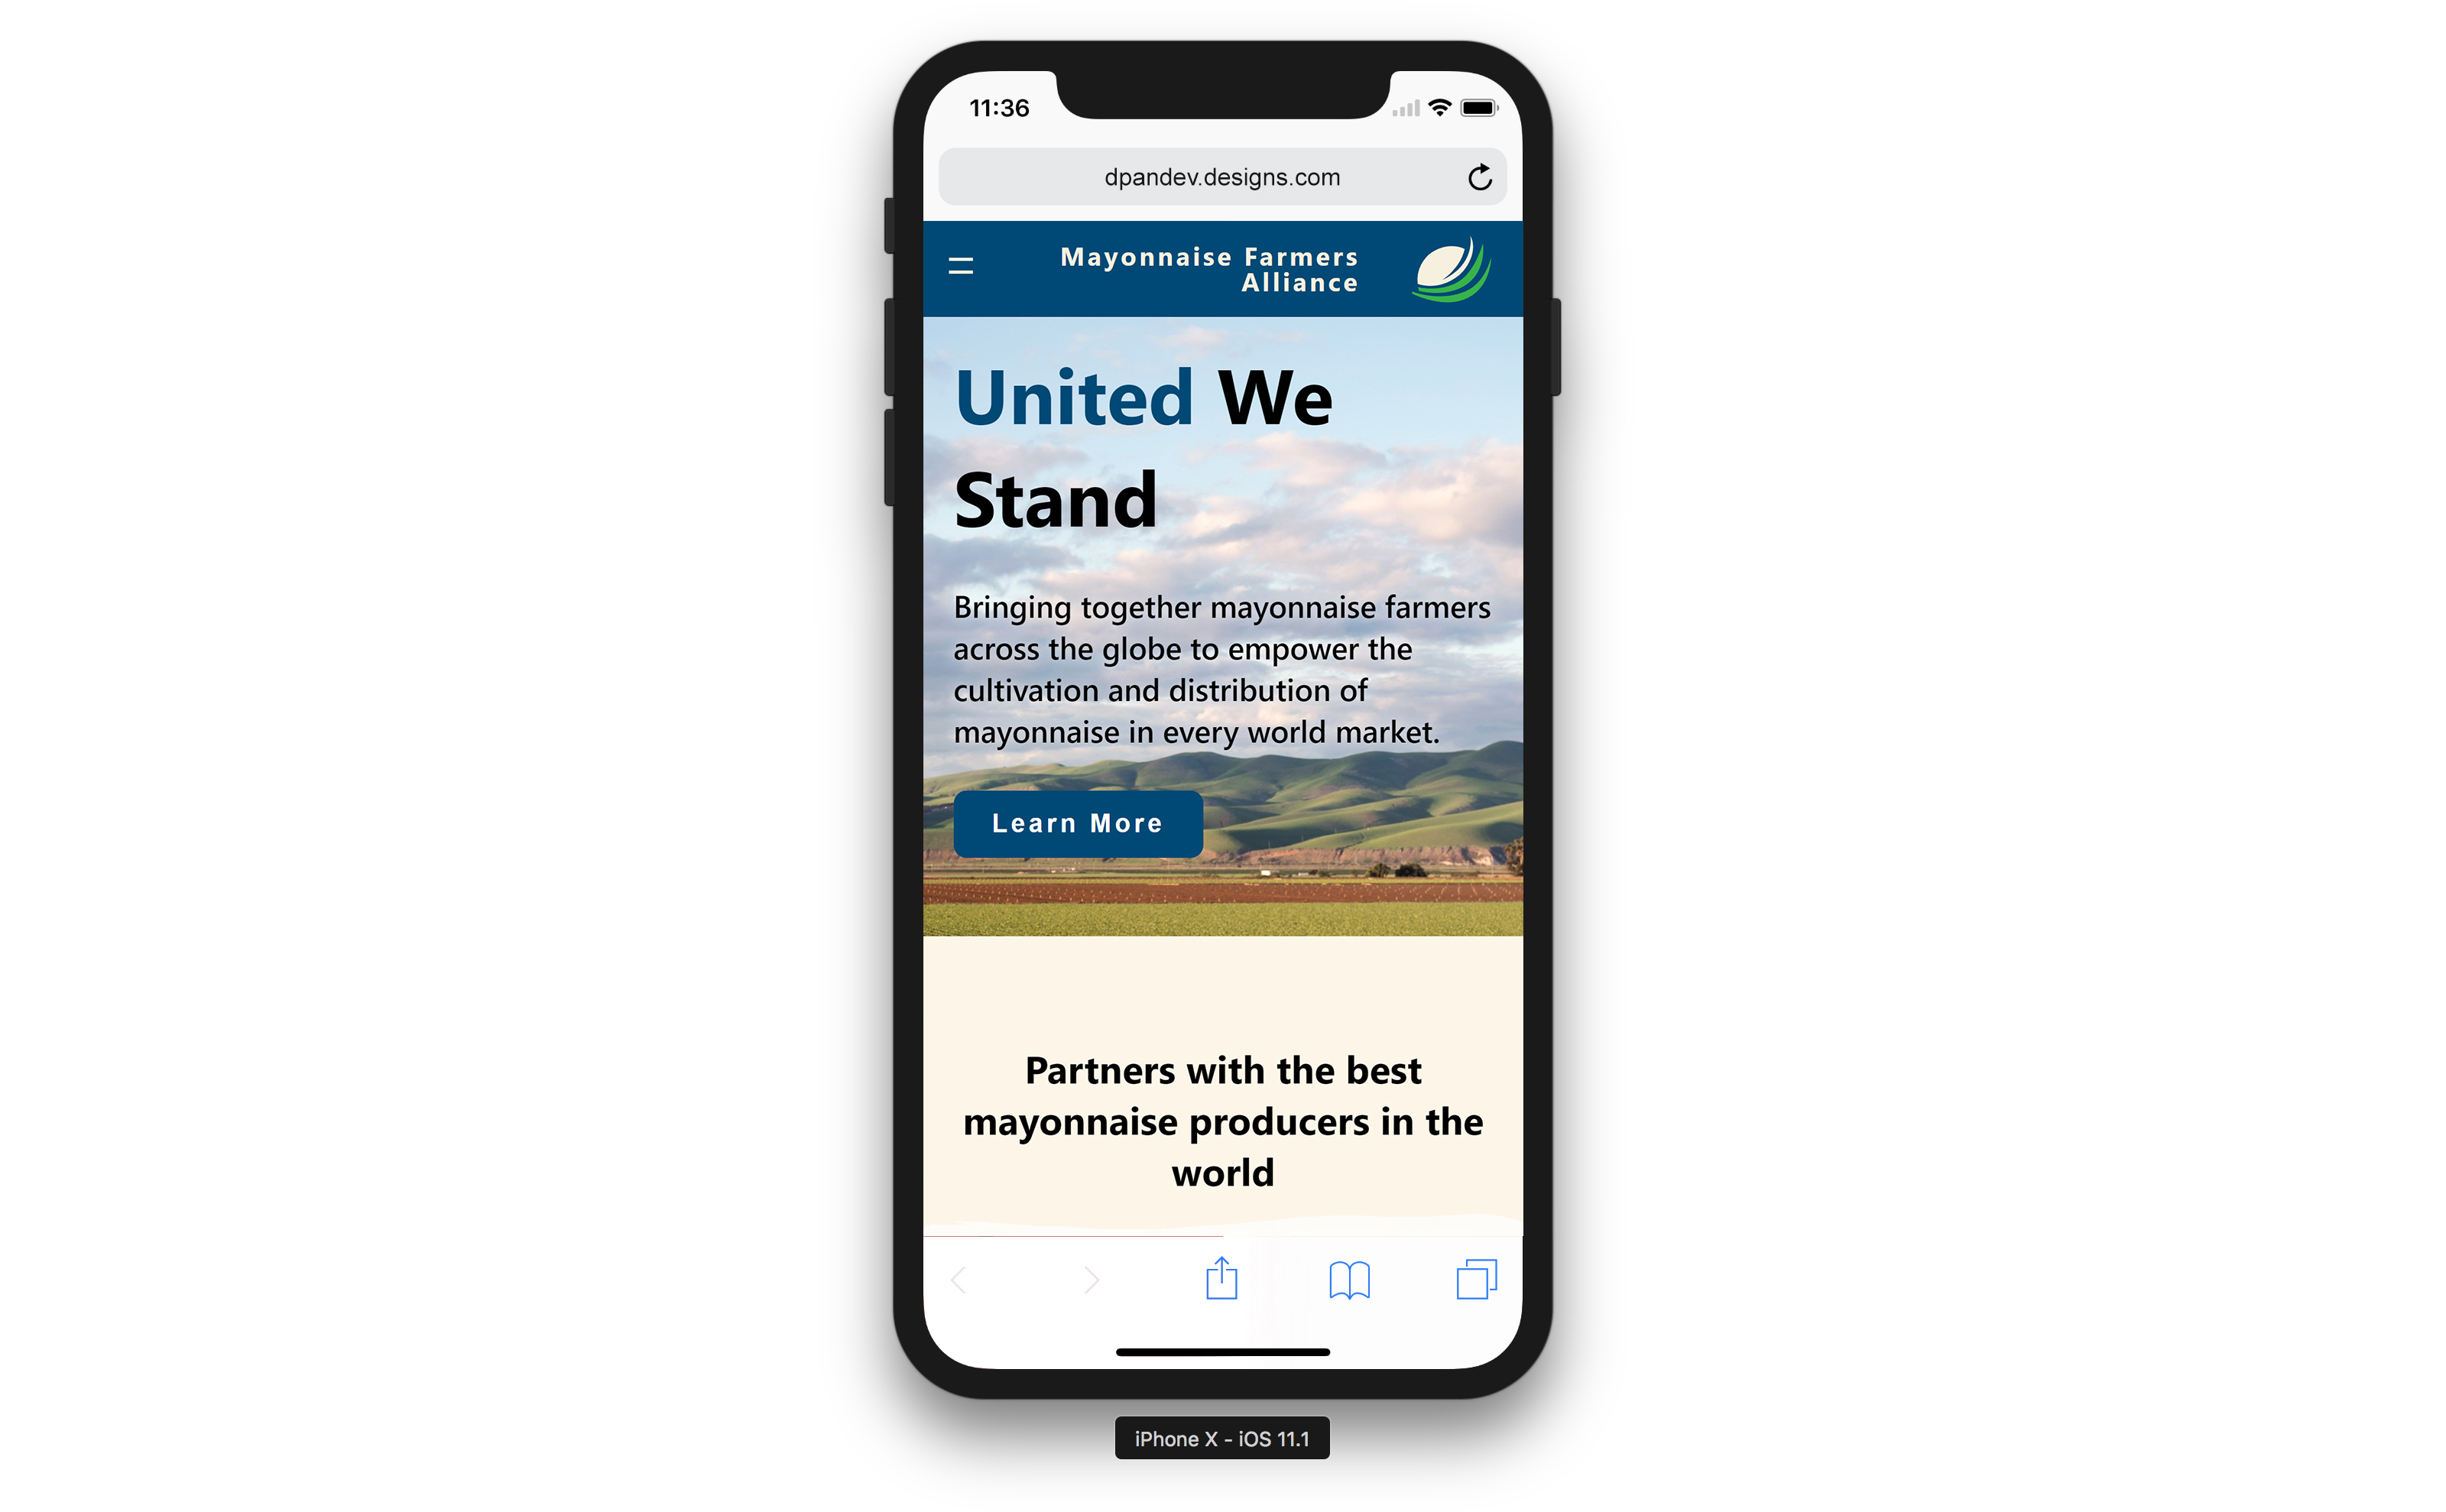 11:36
dpandev.designs.com
Mayonnaise Farmers
Alliance
United We
Stand
Bringing together mayonnaise farmers
across the globe to empower the
cultivation and distribution of
mayonnaise in every world market.
Learn More
Partners with the best
mayonnaise producers in the
world
iPhone X - iOS 11.1